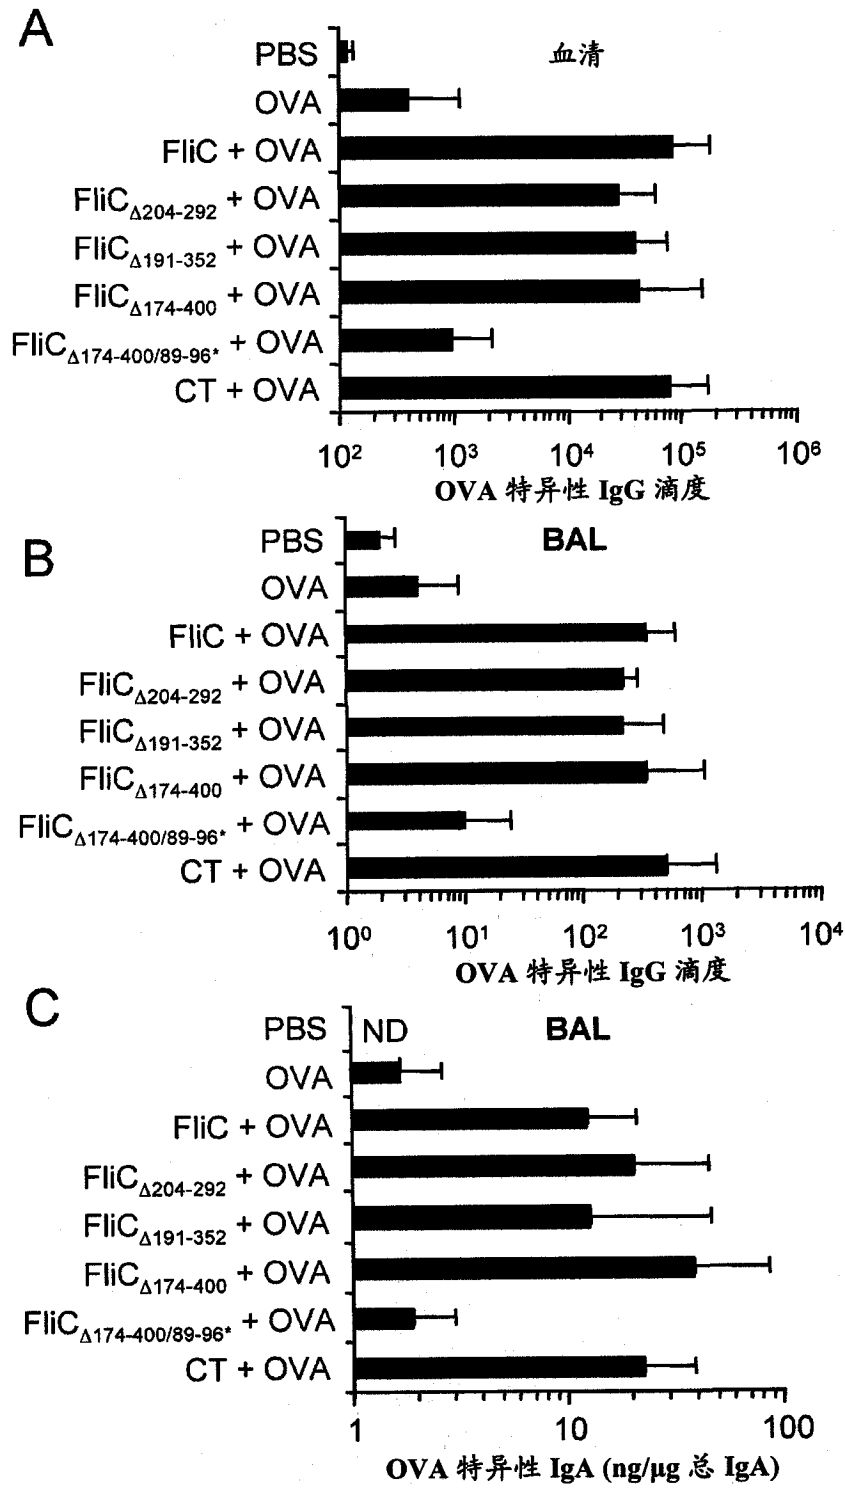 A
PBS 血清
OVA
FliC + OVA
FliCΔ204-292 + OVA
FliCΔ191-352 + OVA
FliCΔ174-400 + OVA
FliCΔ174-400/89-96* + OVA
CT + OVA
10² 10³ 10⁴ 10⁵ 10⁶
OVA 特异性 IgG 滴度
B
PBS BAL
OVA
FliC + OVA
FliCΔ204-292 + OVA
FliCΔ191-352 + OVA
FliCΔ174-400 + OVA
FliCΔ174-400/89-96* + OVA
CT + OVA
10⁰ 10¹ 10² 10³ 10⁴
OVA 特异性 IgG 滴度
C
PBS ND BAL
OVA
FliC + OVA
FliCΔ204-292 + OVA
FliCΔ191-352 + OVA
FliCΔ174-400 + OVA
FliCΔ174-400/89-96* + OVA
CT + OVA
1 10 100
OVA 特异性 IgA (ng/μg 总 IgA)